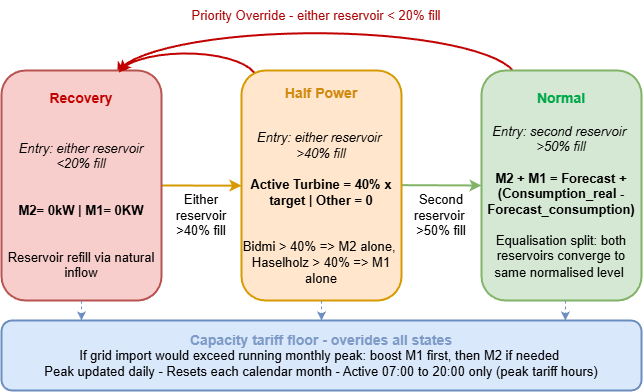 Priority Override - either reservoir < 20% fill
Recovery
Entry: either reservoir
<20% fill
M2= 0kW | M1= 0KW
Reservoir refill via natural
inflow
Either
reservoir
>40% fill
Half Power
Entry: either reservoir
>40% fill
Active Turbine = 40% x
target | Other = 0
Bidmi > 40% => M2 alone,
Haselholz > 40% => M1
alone
Second
reservoir
>50% fill
Normal
Entry: second reservoir
>50% fill
M2 + M1 = Forecast +
(Consumption_real -
Forecast_consumption)
Equalisation split: both
reservoirs converge to
same normalised level
Capacity tariff floor - overides all states
If grid import would exceed running monthly peak: boost M1 first, then M2 if needed
Peak updated daily - Resets each calendar month - Active 07:00 to 20:00 only (peak tariff hours)